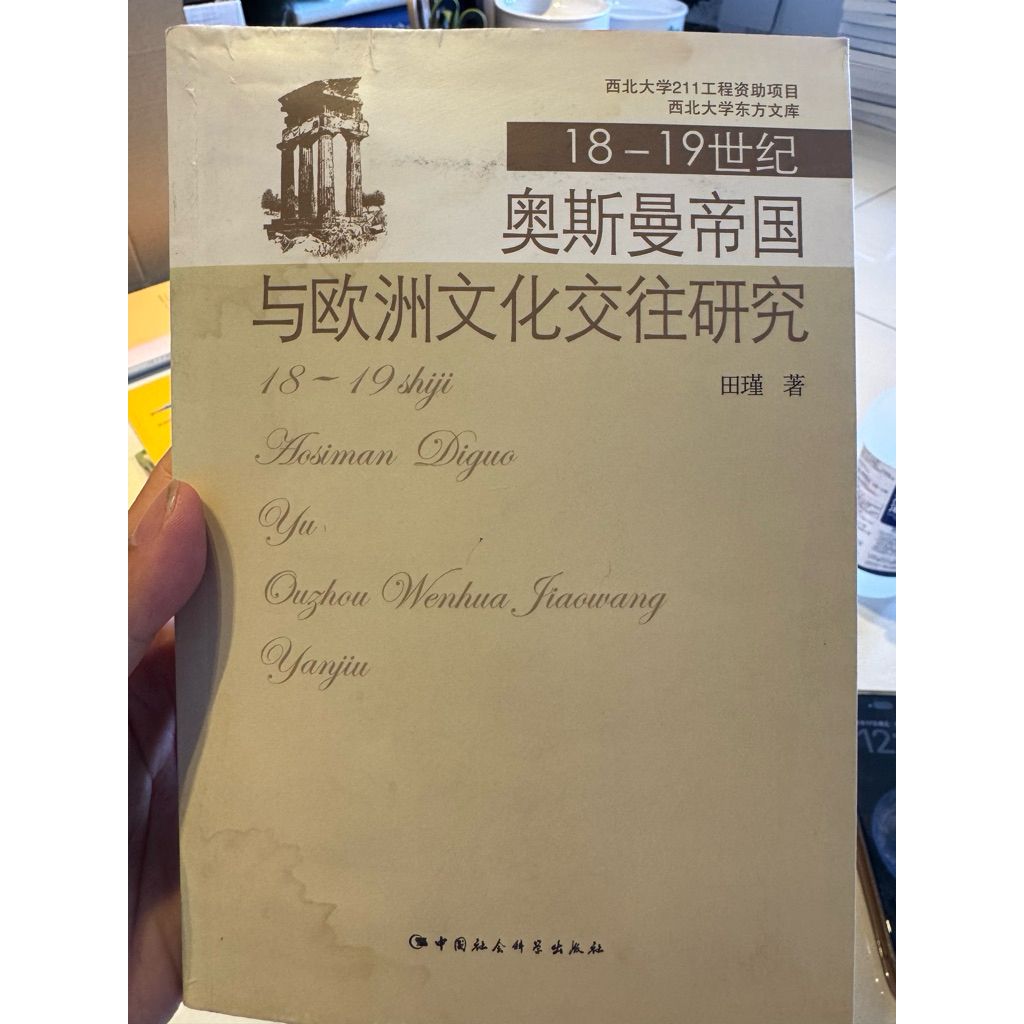 西北大学211工程资助项目
西北大学东方文库
18-19世纪
奥斯曼帝国
与欧洲文化交往研究
18-19 shiji
田瑾 著
Aosiman Diguo
Yu
Ouzhou Wenhua Jiaowang
Yanjiu
中国社会科学出版社